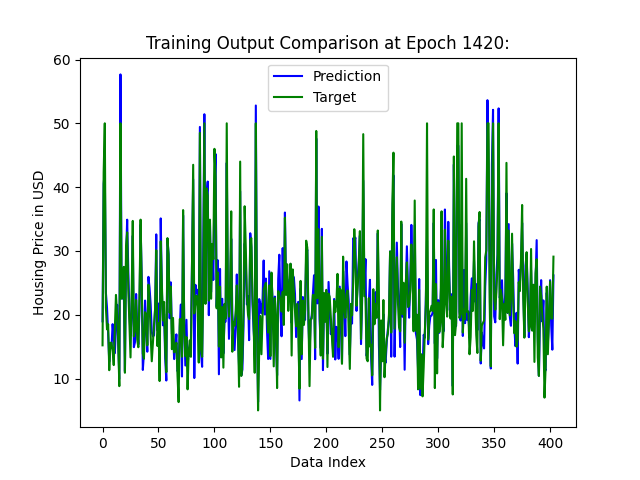 Training Output Comparison at Epoch 1420:
Prediction
Target
Housing Price in USD
60
50
40
30
20
10
0 50 100 150 200 250 300 350 400
Data Index